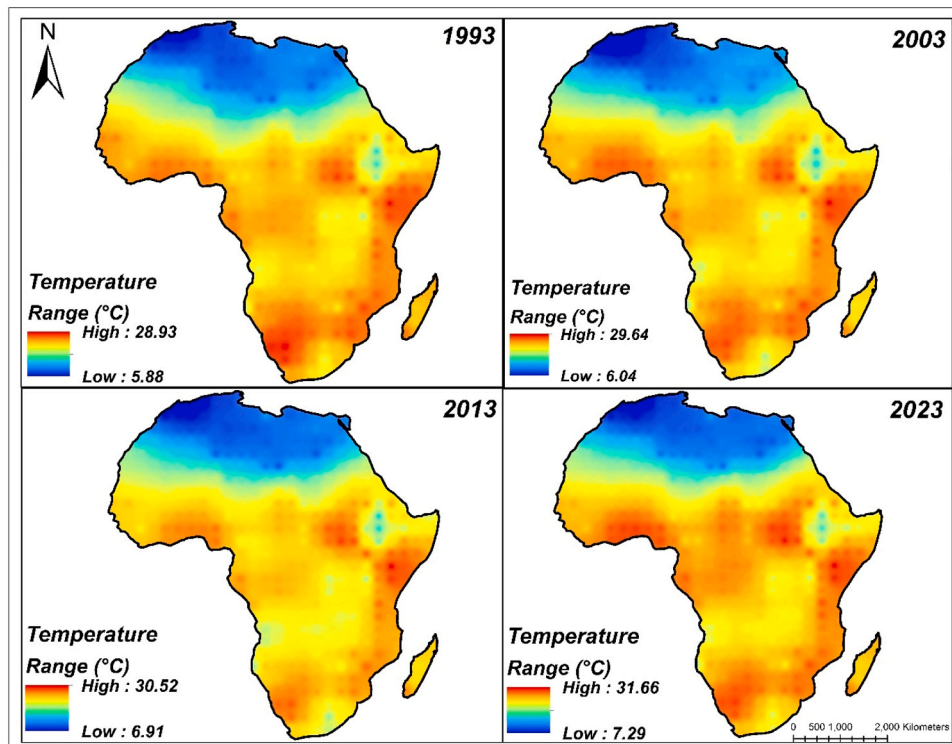 N
1993
Temperature
Range (°C)
High : 28.93
Low : 5.88
2003
Temperature
Range (°C)
High : 29.64
Low : 6.04
2013
Temperature
Range (°C)
High : 30.52
Low : 6.91
2023
Temperature
Range (°C)
High : 31.66
Low : 7.29
0 500 1,000 2,000 Kilometers